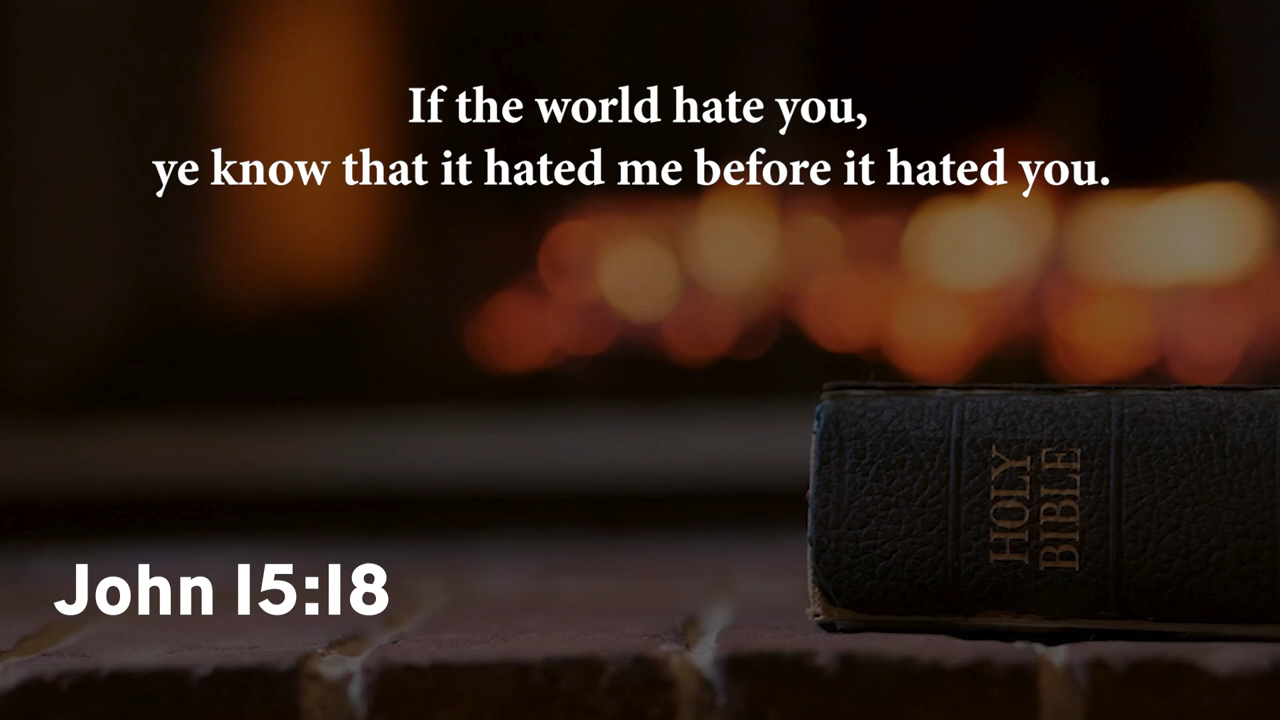 If the world hate you,
ye know that it hated me before it hated you.
HOLY
BIBLE
John 15:18